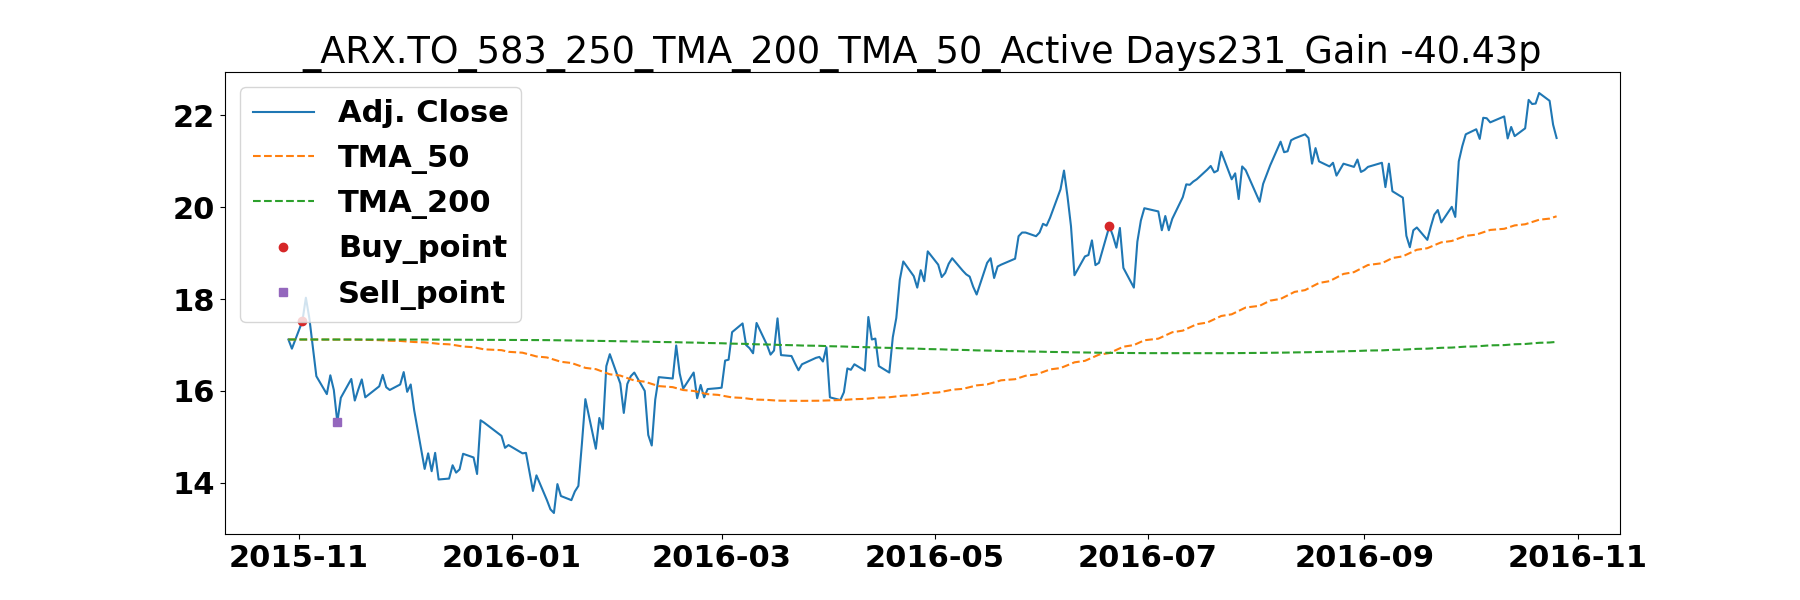 _ARX.TO_583_250_TMA_200_TMA_50_Active Days231_Gain -40.43p
Adj. Close
TMA_50
TMA_200
Buy_point
Sell_point
22
20
18
16
14
2015-11 2016-01 2016-03 2016-05 2016-07 2016-09 2016-11